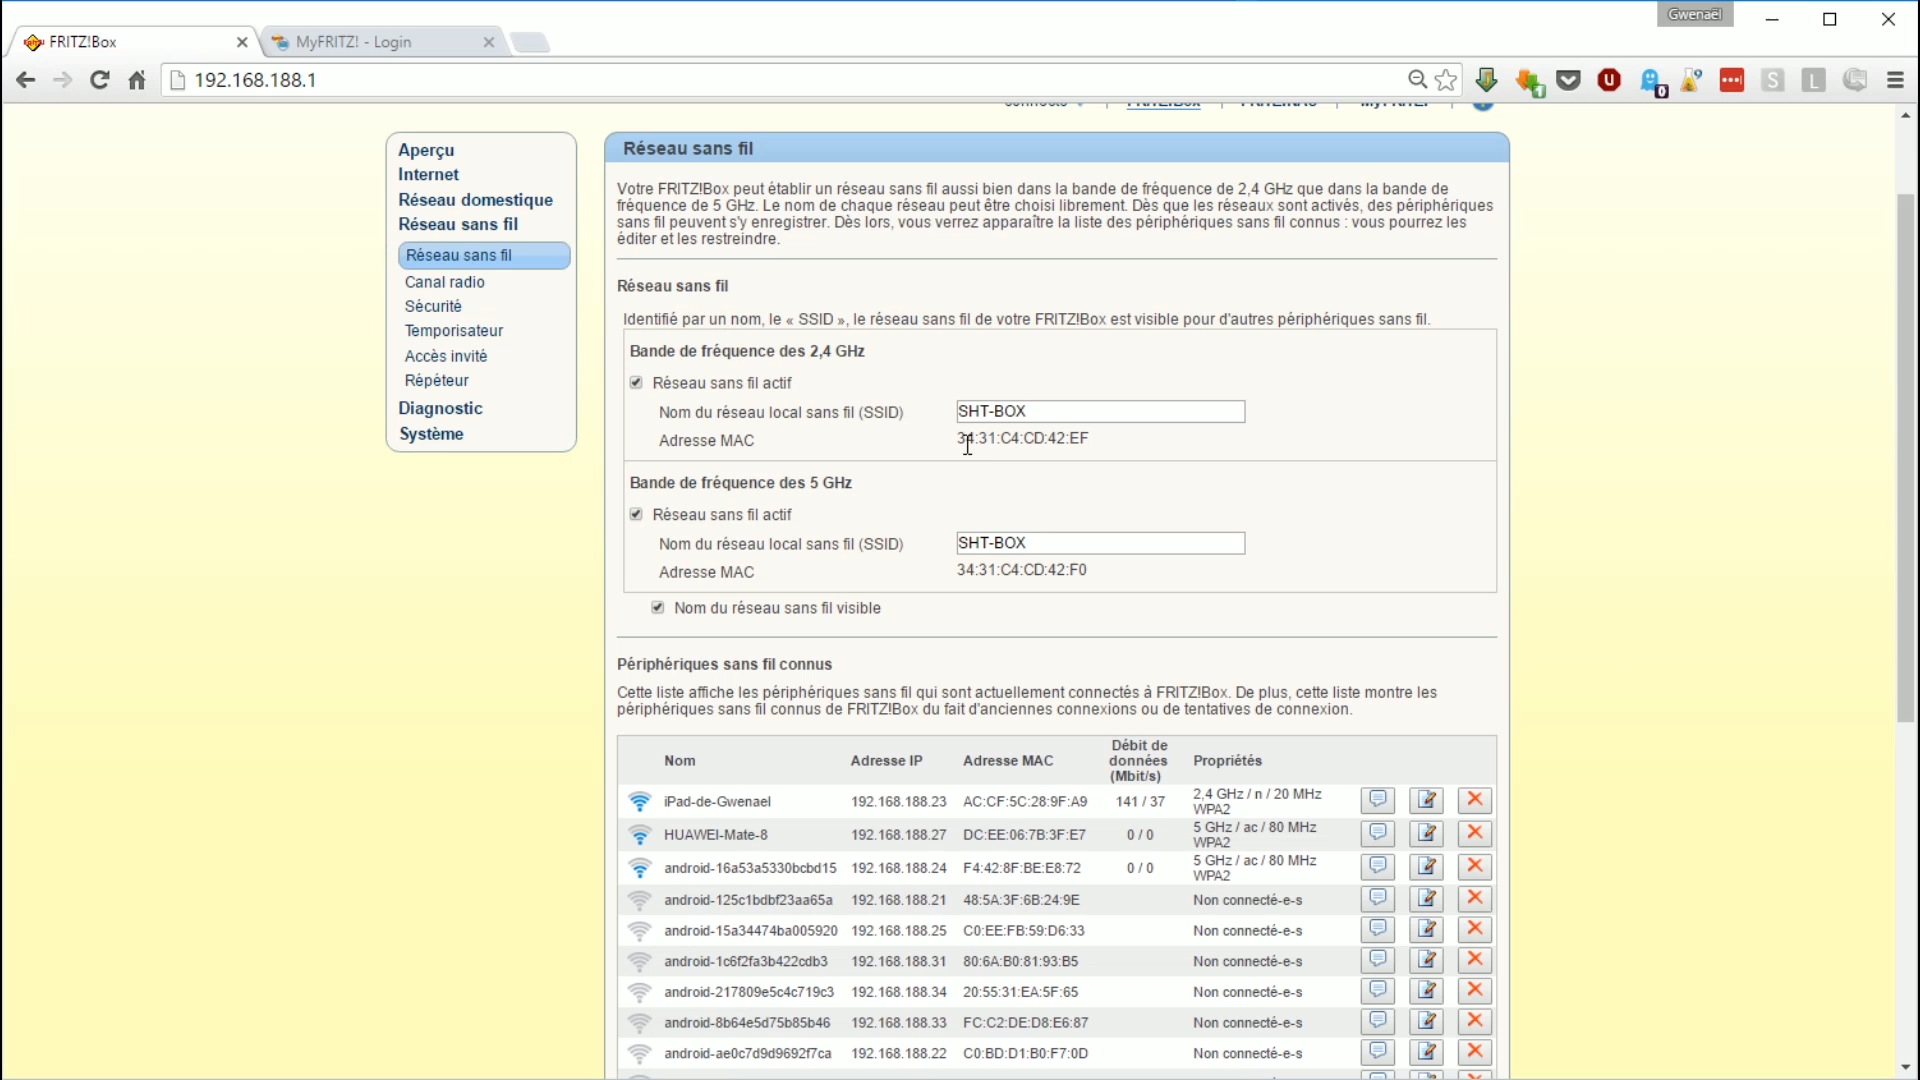 Gwenaël
FRITZ!Box
MyFRITZ! - Login
192.168.188.1
FRITZ!Box
Aperçu
Internet
Réseau domestique
Réseau sans fil
Réseau sans fil
Canal radio
Sécurité
Temporisateur
Accès invité
Répéteur
Diagnostic
Système
Réseau sans fil
Votre FRITZ!Box peut établir un réseau sans fil aussi bien dans la bande de fréquence de 2,4 GHz que dans la bande de
fréquence de 5 GHz. Le nom de chaque réseau peut être choisi librement. Dès que les réseaux sont activés, des périphériques
sans fil peuvent s'y enregistrer. Dès lors, vous verrez apparaître la liste des périphériques sans fil connus : vous pourrez les
éditer et les restreindre.
Réseau sans fil
Identifié par un nom, le « SSID », le réseau sans fil de votre FRITZ!Box est visible pour d'autres périphériques sans fil.
Bande de fréquence des 2,4 GHz
Réseau sans fil actif
Nom du réseau local sans fil (SSID) SHT-BOX
Adresse MAC 34:31:C4:CD:42:EF
Bande de fréquence des 5 GHz
Réseau sans fil actif
Nom du réseau local sans fil (SSID) SHT-BOX
Adresse MAC 34:31:C4:CD:42:F0
Nom du réseau sans fil visible
Périphériques sans fil connus
Cette liste affiche les périphériques sans fil qui sont actuellement connectés à FRITZ!Box. De plus, cette liste montre les
périphériques sans fil connus de FRITZ!Box du fait d'anciennes connexions ou de tentatives de connexion.
Nom Adresse IP Adresse MAC Débit de données (Mbit/s) Propriétés
iPad-de-Gwenael 192.168.188.23 AC:CF:5C:28:9F:A9 141 / 37 2,4 GHz / n / 20 MHz WPA2
HUAWEI-Mate-8 192.168.188.27 DC:EE:06:7B:3F:E7 0 / 0 5 GHz / ac / 80 MHz WPA2
android-16a53a5330bcbd15 192.168.188.24 F4:42:8F:BE:E8:72 0 / 0 5 GHz / ac / 80 MHz WPA2
android-125c1bdbf23aa65a 192.168.188.21 48:5A:3F:6B:24:9E Non connecté-e-s
android-15a34474ba005920 192.168.188.25 C0:EE:FB:59:D6:33 Non connecté-e-s
android-1c6f2fa3b422cdb3 192.168.188.31 80:6A:B0:81:93:B5 Non connecté-e-s
android-217809e5c4c719c3 192.168.188.34 20:55:31:EA:5F:65 Non connecté-e-s
android-8b64e5d75b85b46 192.168.188.33 FC:C2:DE:D8:E6:87 Non connecté-e-s
android-ae0c7d9d9692f7ca 192.168.188.22 C0:BD:D1:B0:F7:0D Non connecté-e-s